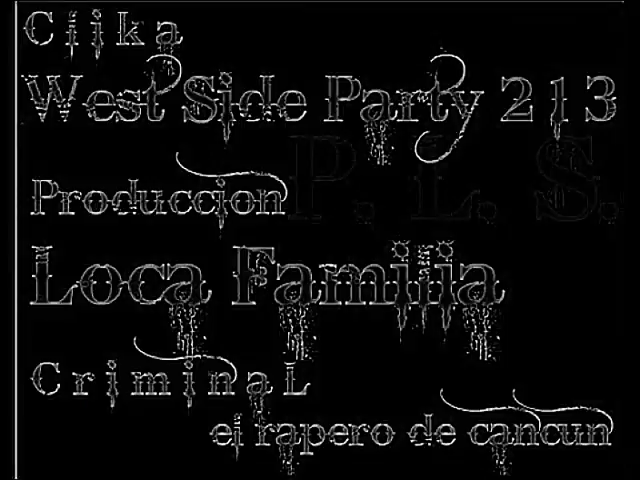 Clika
West Side Party 213
P. L. S.
Produccion
Loca Familia
CriminaL
el rapero de cancun